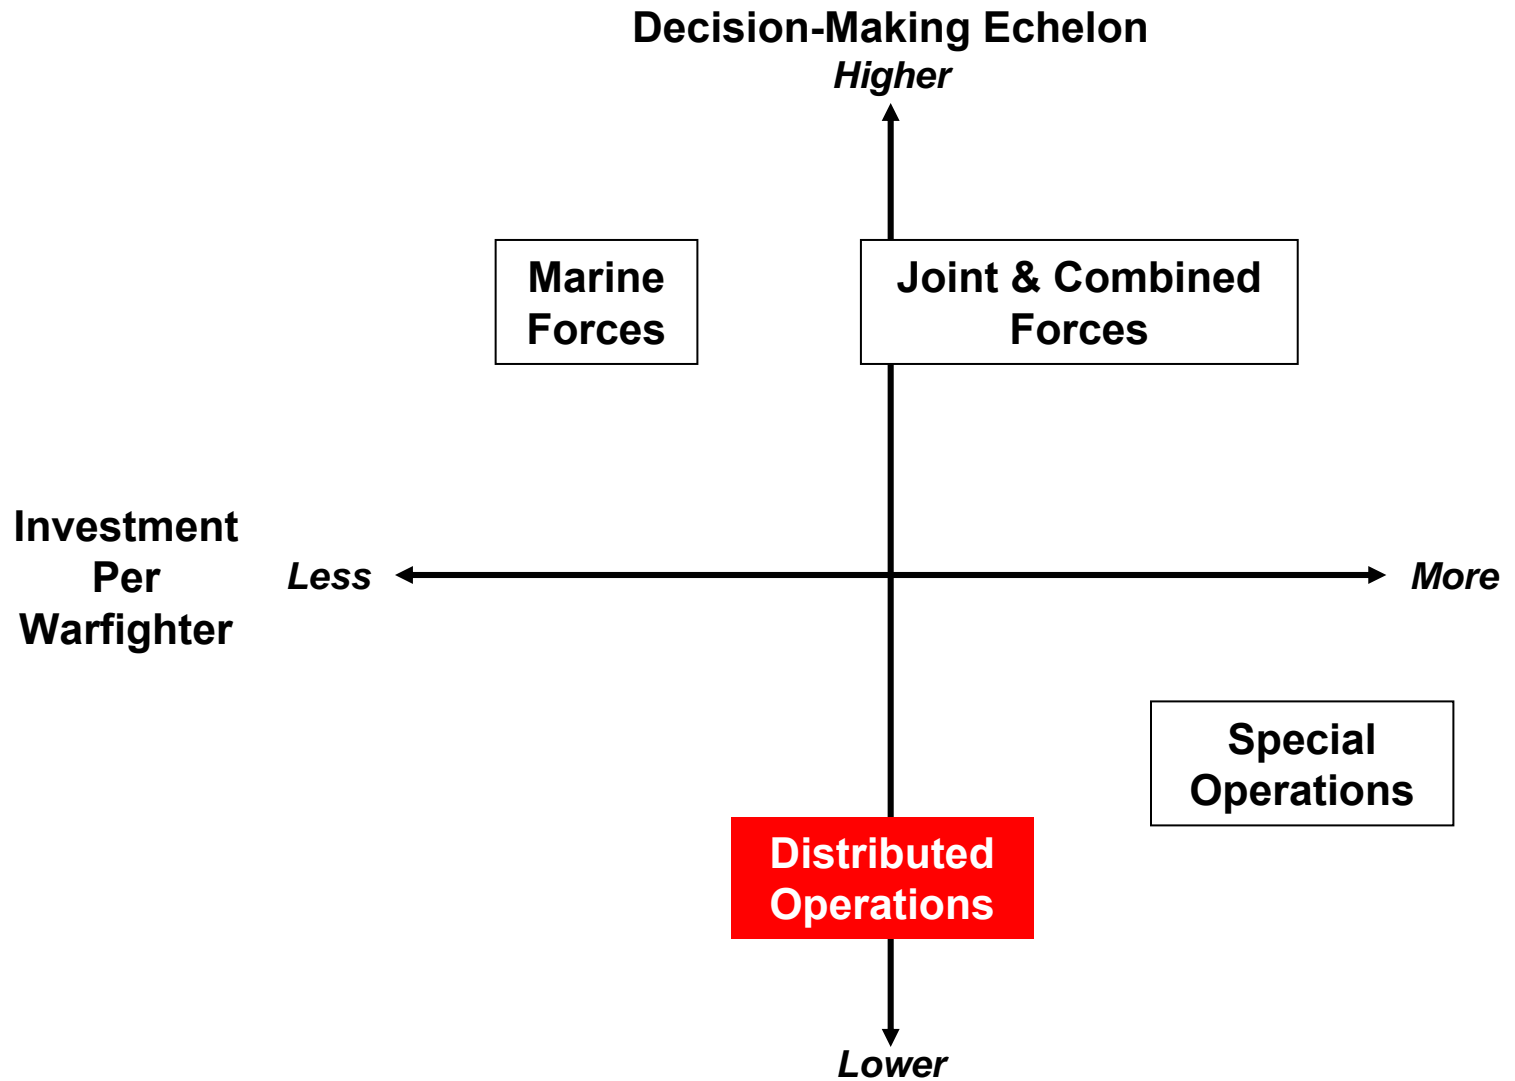 Decision-Making Echelon
Higher
Marine
Forces
Joint & Combined
Forces
Investment
Per
Warfighter
Less
More
Special
Operations
Distributed
Operations
Lower